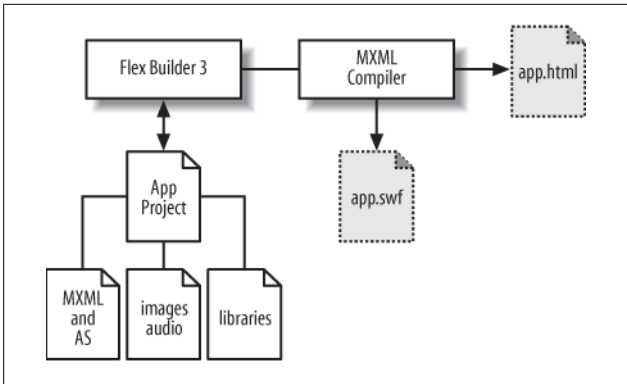 Flex Builder 3
MXML
Compiler
app.html
App
Project
app.swf
MXML
and
AS
images
audio
libraries